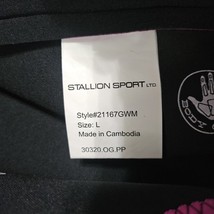 STALLION SPORT LTD.
Style#21167GWM
Size: L
Made in Cambodia
30320.OG.PP